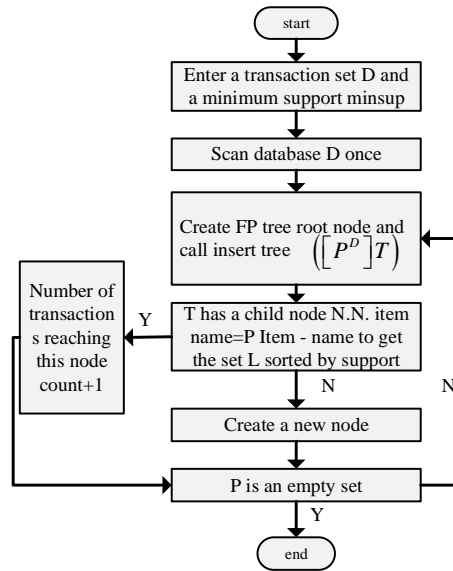 start
Enter a transaction set D and
a minimum support minsup
Scan database D once
Create FP tree root node and
call insert tree ([P^D]T)
Number of
transaction
s reaching
this node
count+1
Y
T has a child node N.N. item
name=P Item - name to get
the set L sorted by support
N
N
Create a new node
P is an empty set
Y
end